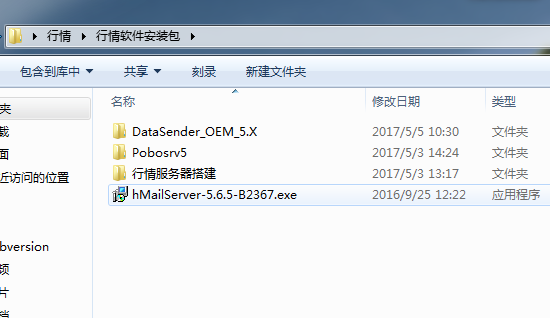 行情 行情软件安装包
包含到库中 共享 刻录 新建文件夹
名称 修改日期 类型
夹
载
面
近访问的位置
bversion
频
片
档
DataSender_OEM_5.X 2017/5/5 10:30 文件夹
Pobosrv5 2017/5/3 14:24 文件夹
行情服务器搭建 2017/5/3 13:17 文件夹
hMailServer-5.6.5-B2367.exe 2016/9/25 12:22 应用程序